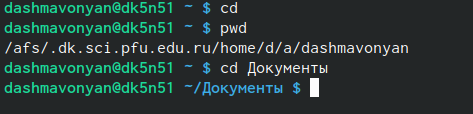 dashmavonyan@dk5n51 ~ $ cd
dashmavonyan@dk5n51 ~ $ pwd
/afs/.dk.sci.pfu.edu.ru/home/d/a/dashmavonyan
dashmavonyan@dk5n51 ~ $ cd Документы
dashmavonyan@dk5n51 ~/Документы $